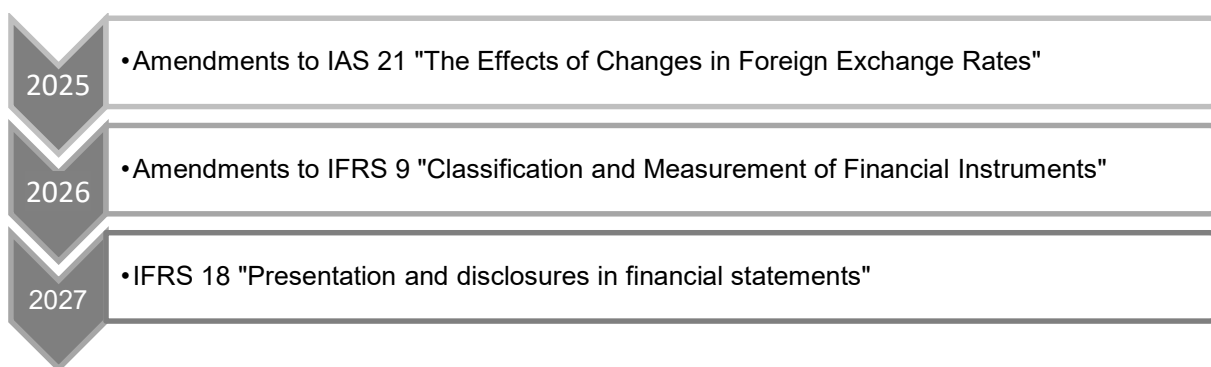 2025
•Amendments to IAS 21 "The Effects of Changes in Foreign Exchange Rates"
2026
•Amendments to IFRS 9 "Classification and Measurement of Financial Instruments"
2027
•IFRS 18 "Presentation and disclosures in financial statements"